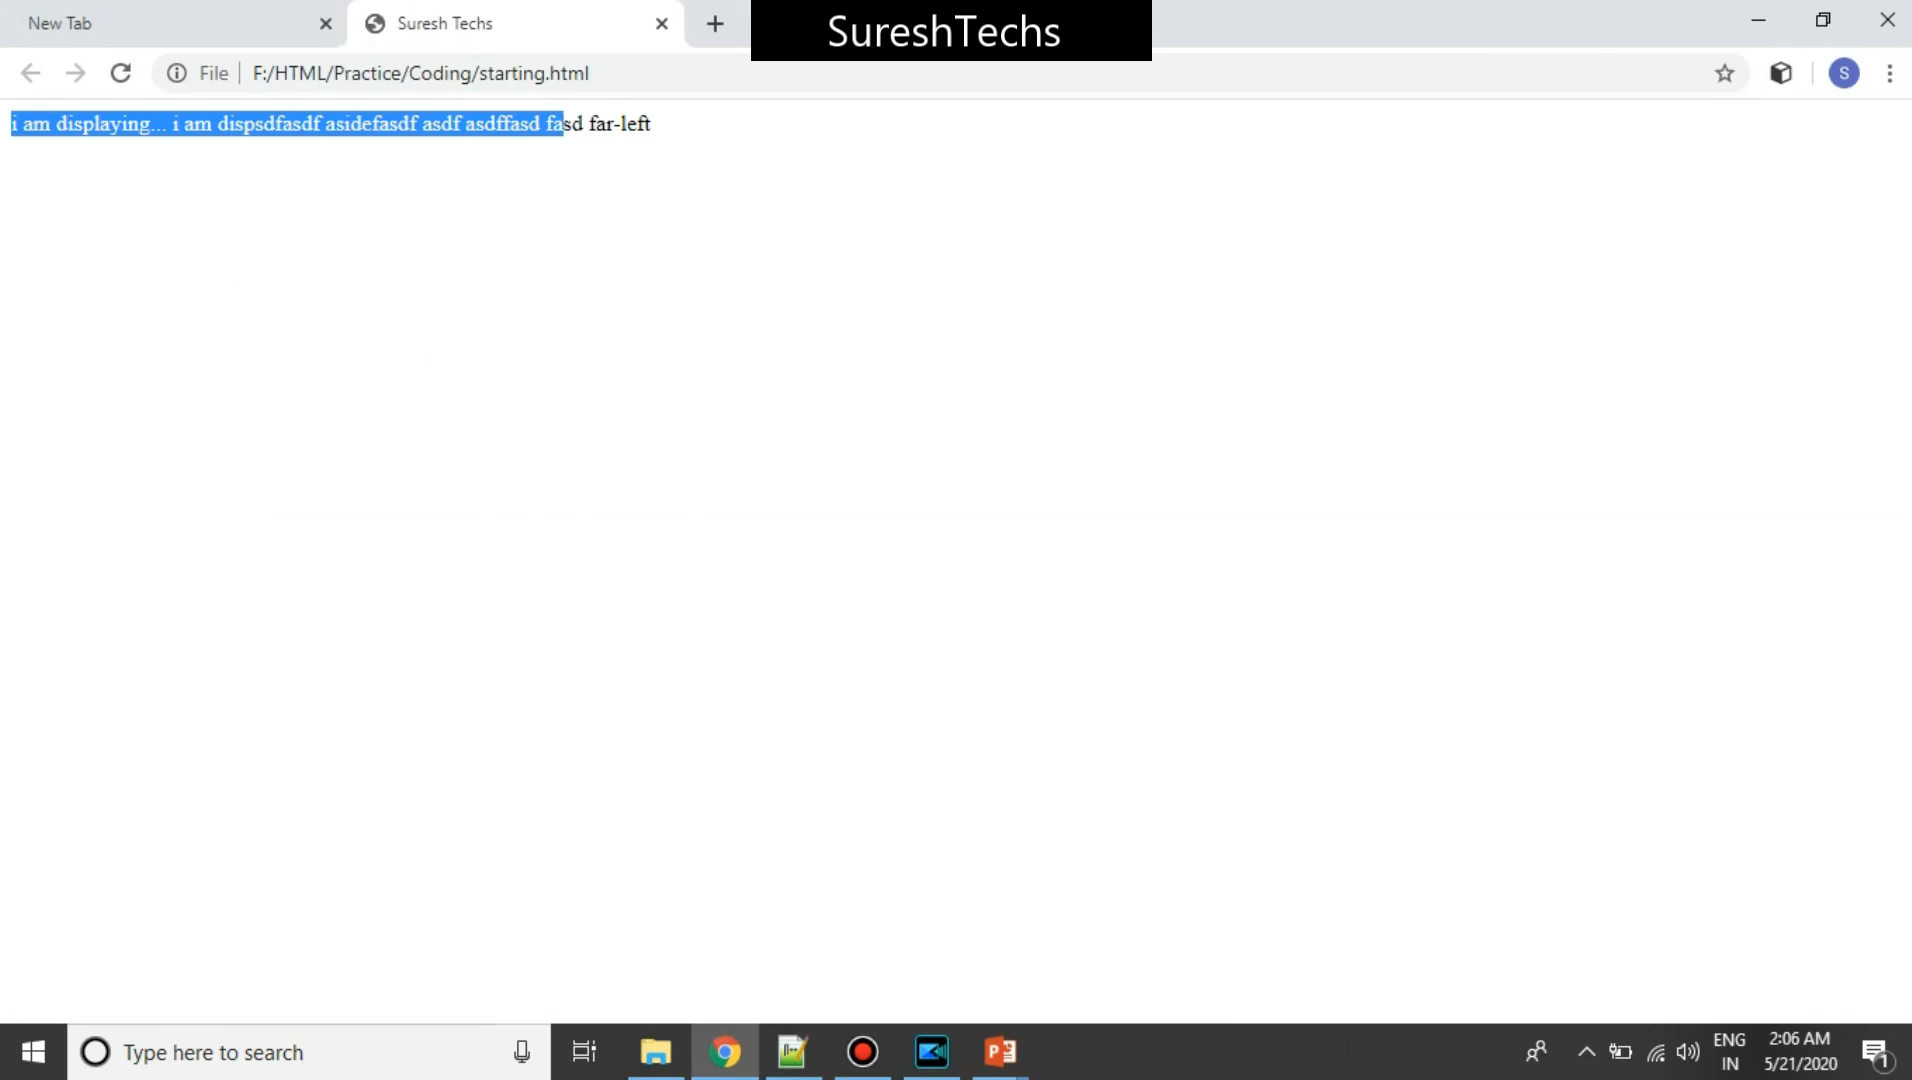 New Tab
Suresh Techs
SureshTechs
File
F:/HTML/Practice/Coding/starting.html
S
i am displaying... i am dispsdfasdf asidefasdf asdf asdffasd fasd far-left
Type here to search
ENG
IN
2:06 AM
5/21/2020
1